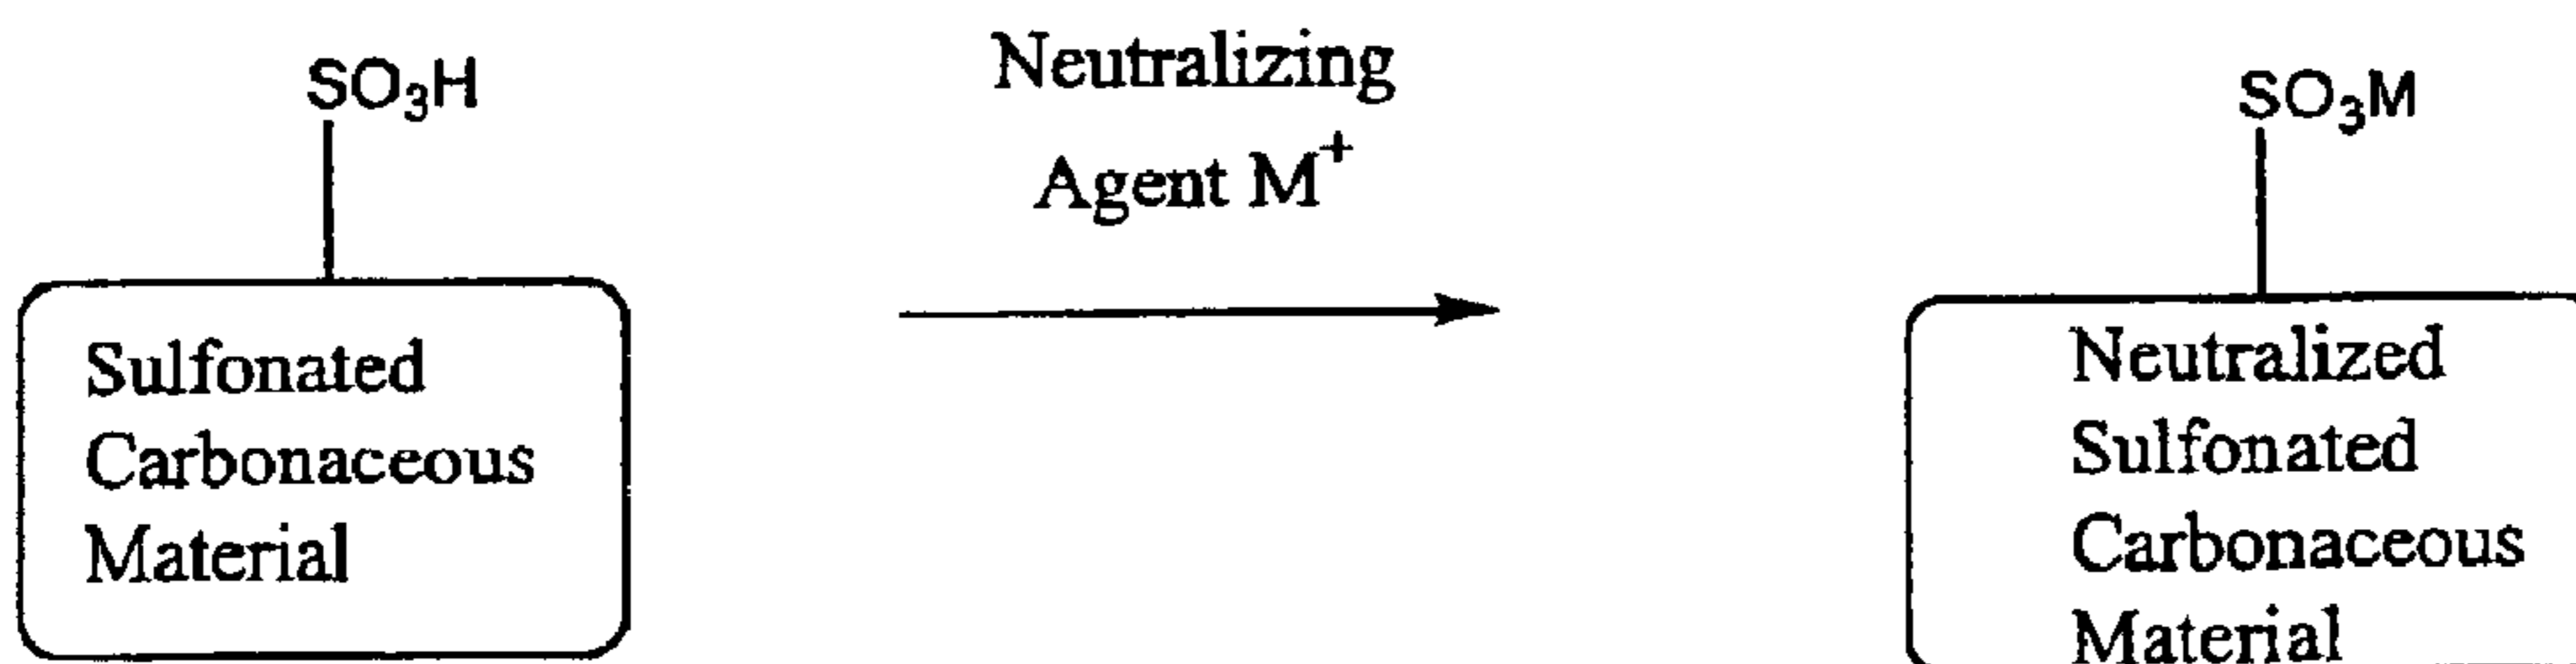 SO₃H
Neutralizing
Agent M⁺
SO₃M
Sulfonated
Carbonaceous
Material
Neutralized
Sulfonated
Carbonaceous
Material